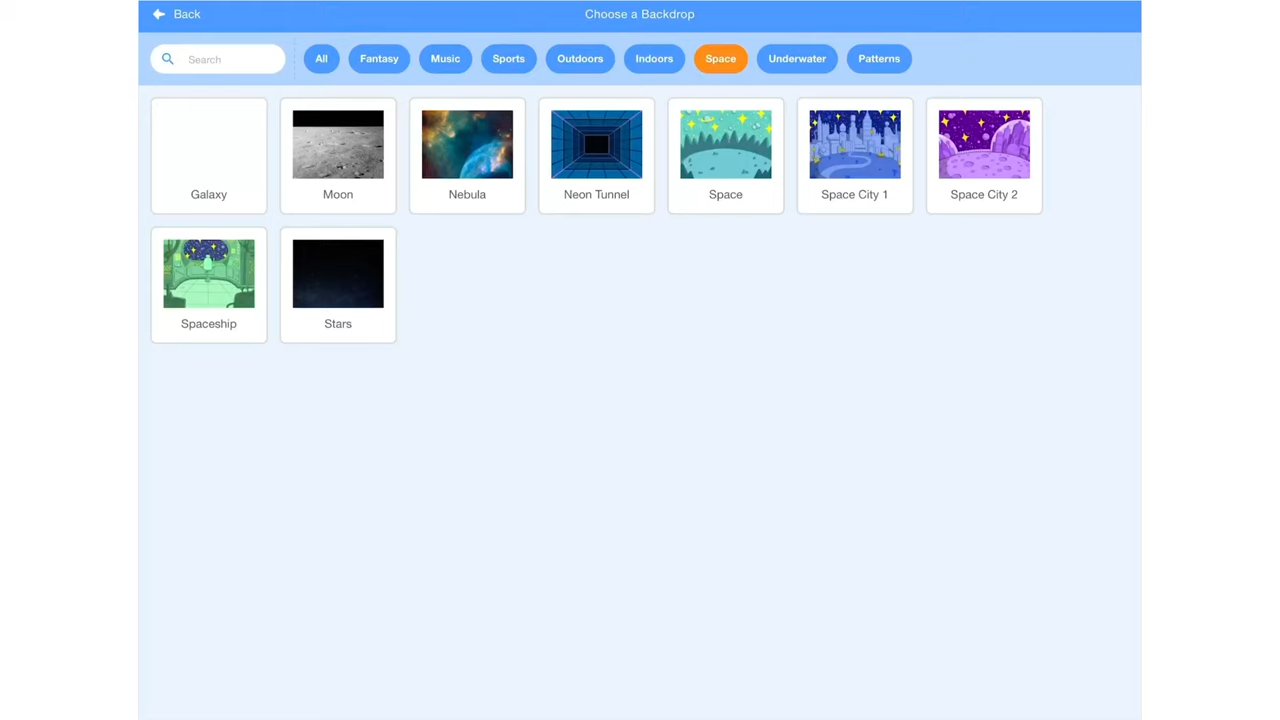 Back
Choose a Backdrop
Search
All Fantasy Music Sports Outdoors Indoors Space Underwater Patterns
Galaxy Moon Nebula Neon Tunnel Space Space City 1 Space City 2
Spaceship Stars